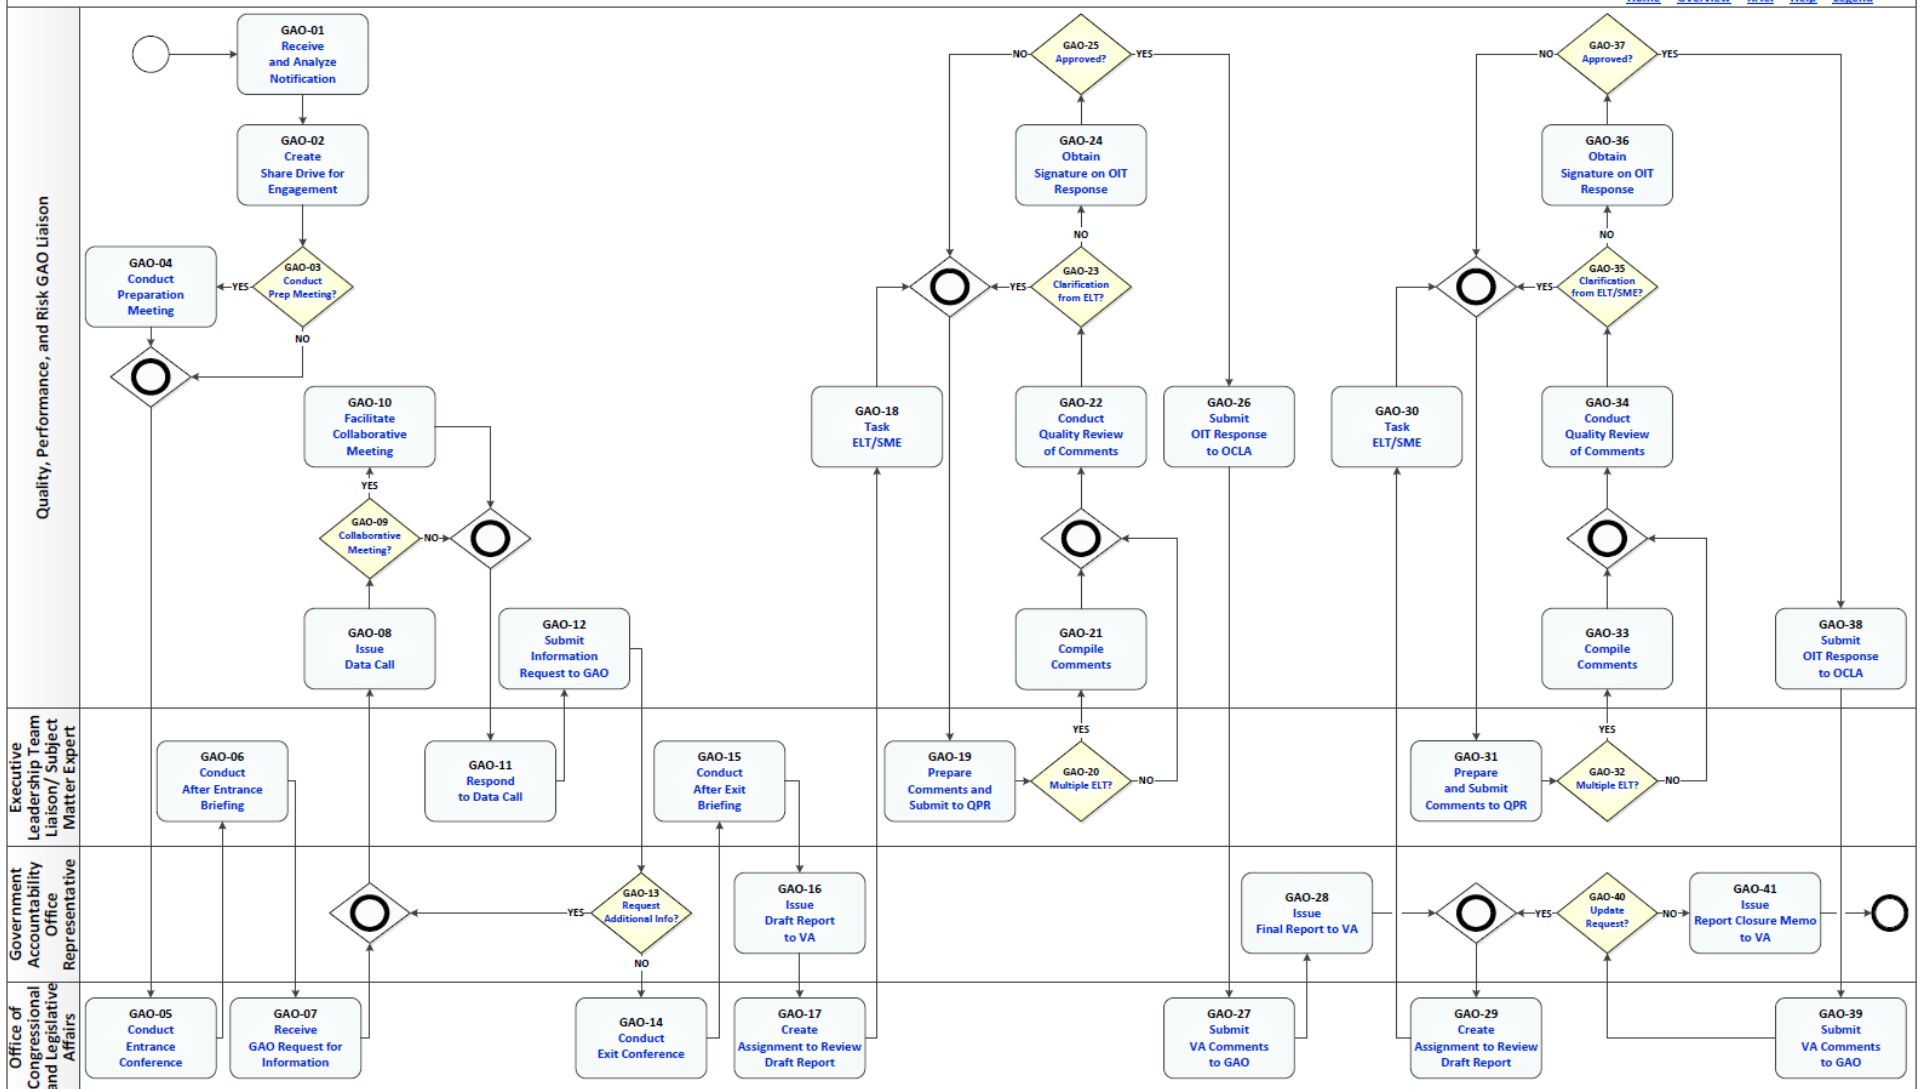 Home Overview RACI Help Legend
Quality, Performance, and Risk GAO Liaison
GAO-01
Receive
and Analyze
Notification
GAO-02
Create
Share Drive for
Engagement
GAO-03
Conduct
Prep Meeting?
YES
NO
GAO-04
Conduct
Preparation
Meeting
GAO-10
Facilitate
Collaborative
Meeting
YES
GAO-09
Collaborative
Meeting?
NO
GAO-08
Issue
Data Call
GAO-12
Submit
Information
Request to GAO
GAO-18
Task
ELT/SME
NO
GAO-25
Approved?
YES
GAO-24
Obtain
Signature on OIT
Response
NO
GAO-23
Clarification
from ELT?
YES
GAO-22
Conduct
Quality Review
of Comments
GAO-26
Submit
OIT Response
to OCLA
GAO-21
Compile
Comments
NO
GAO-37
Approved?
YES
GAO-36
Obtain
Signature on OIT
Response
NO
GAO-35
Clarification
from ELT/SME?
YES
GAO-30
Task
ELT/SME
GAO-34
Conduct
Quality Review
of Comments
GAO-33
Compile
Comments
GAO-38
Submit
OIT Response
to OCLA
Executive
Leadership Team
Liaison/ Subject
Matter Expert
GAO-06
Conduct
After Entrance
Briefing
GAO-11
Respond
to Data Call
GAO-15
Conduct
After Exit
Briefing
GAO-19
Prepare
Comments and
Submit to QPR
YES
GAO-20
Multiple ELT?
NO
GAO-31
Prepare
and Submit
Comments to QPR
YES
GAO-32
Multiple ELT?
NO
Government
Accountability
Office
Representative
YES
GAO-13
Request
Additional Info?
NO
GAO-16
Issue
Draft Report
to VA
GAO-28
Issue
Final Report to VA
YES
GAO-40
Update
Request?
NO
GAO-41
Issue
Report Closure Memo
to VA
Office of
Congressional
and Legislative
Affairs
GAO-05
Conduct
Entrance
Conference
GAO-07
Receive
GAO Request for
Information
GAO-14
Conduct
Exit Conference
GAO-17
Create
Assignment to Review
Draft Report
GAO-27
Submit
VA Comments
to GAO
GAO-29
Create
Assignment to Review
Draft Report
GAO-39
Submit
VA Comments
to GAO